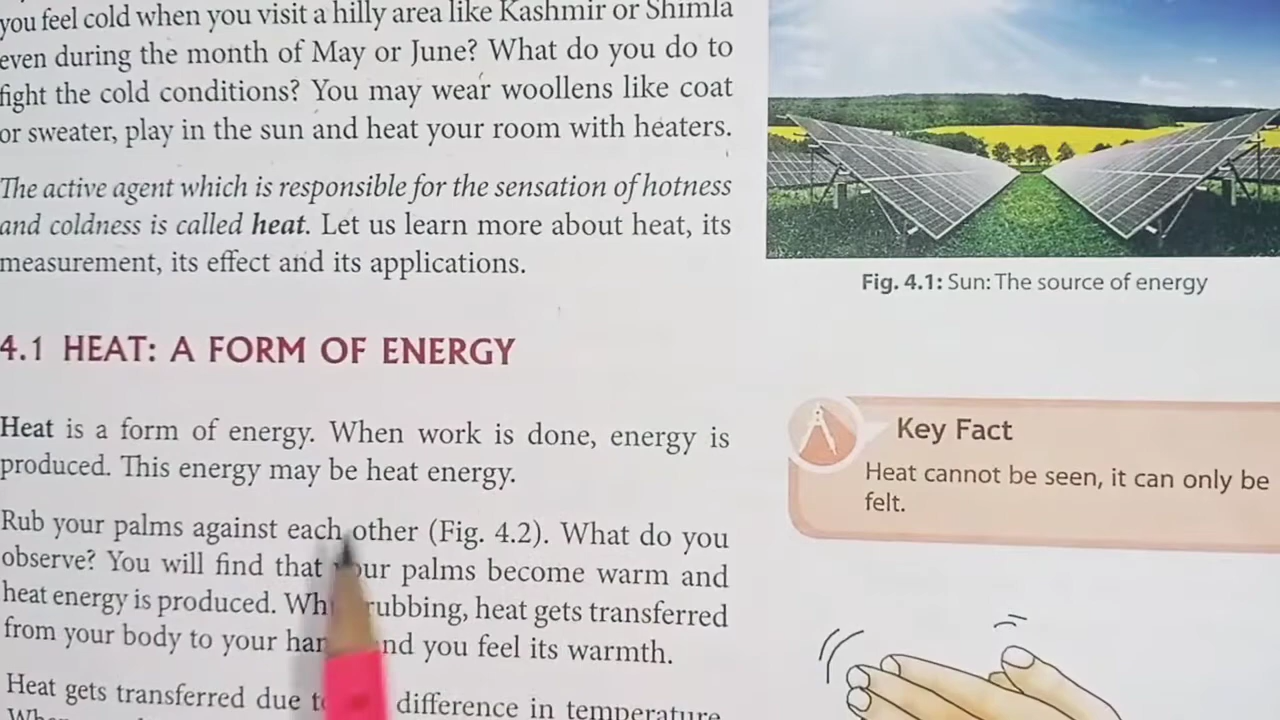 you feel cold when you visit a hilly area like Kashmir or Shimla
even during the month of May or June? What do you do to
fight the cold conditions? You may wear woollens like coat
or sweater, play in the sun and heat your room with heaters.
The active agent which is responsible for the sensation of hotness
and coldness is called heat. Let us learn more about heat, its
measurement, its effect and its applications.
Fig. 4.1: Sun: The source of energy
4.1 HEAT: A FORM OF ENERGY
Heat is a form of energy. When work is done, energy is
produced. This energy may be heat energy.
Key Fact
Heat cannot be seen, it can only be
felt.
Rub your palms against each other (Fig. 4.2). What do you
observe? You will find that your palms become warm and
heat energy is produced. rubbing, heat gets transferred
from your body to your and you feel its warmth.
Heat gets transferred due difference in temperature.